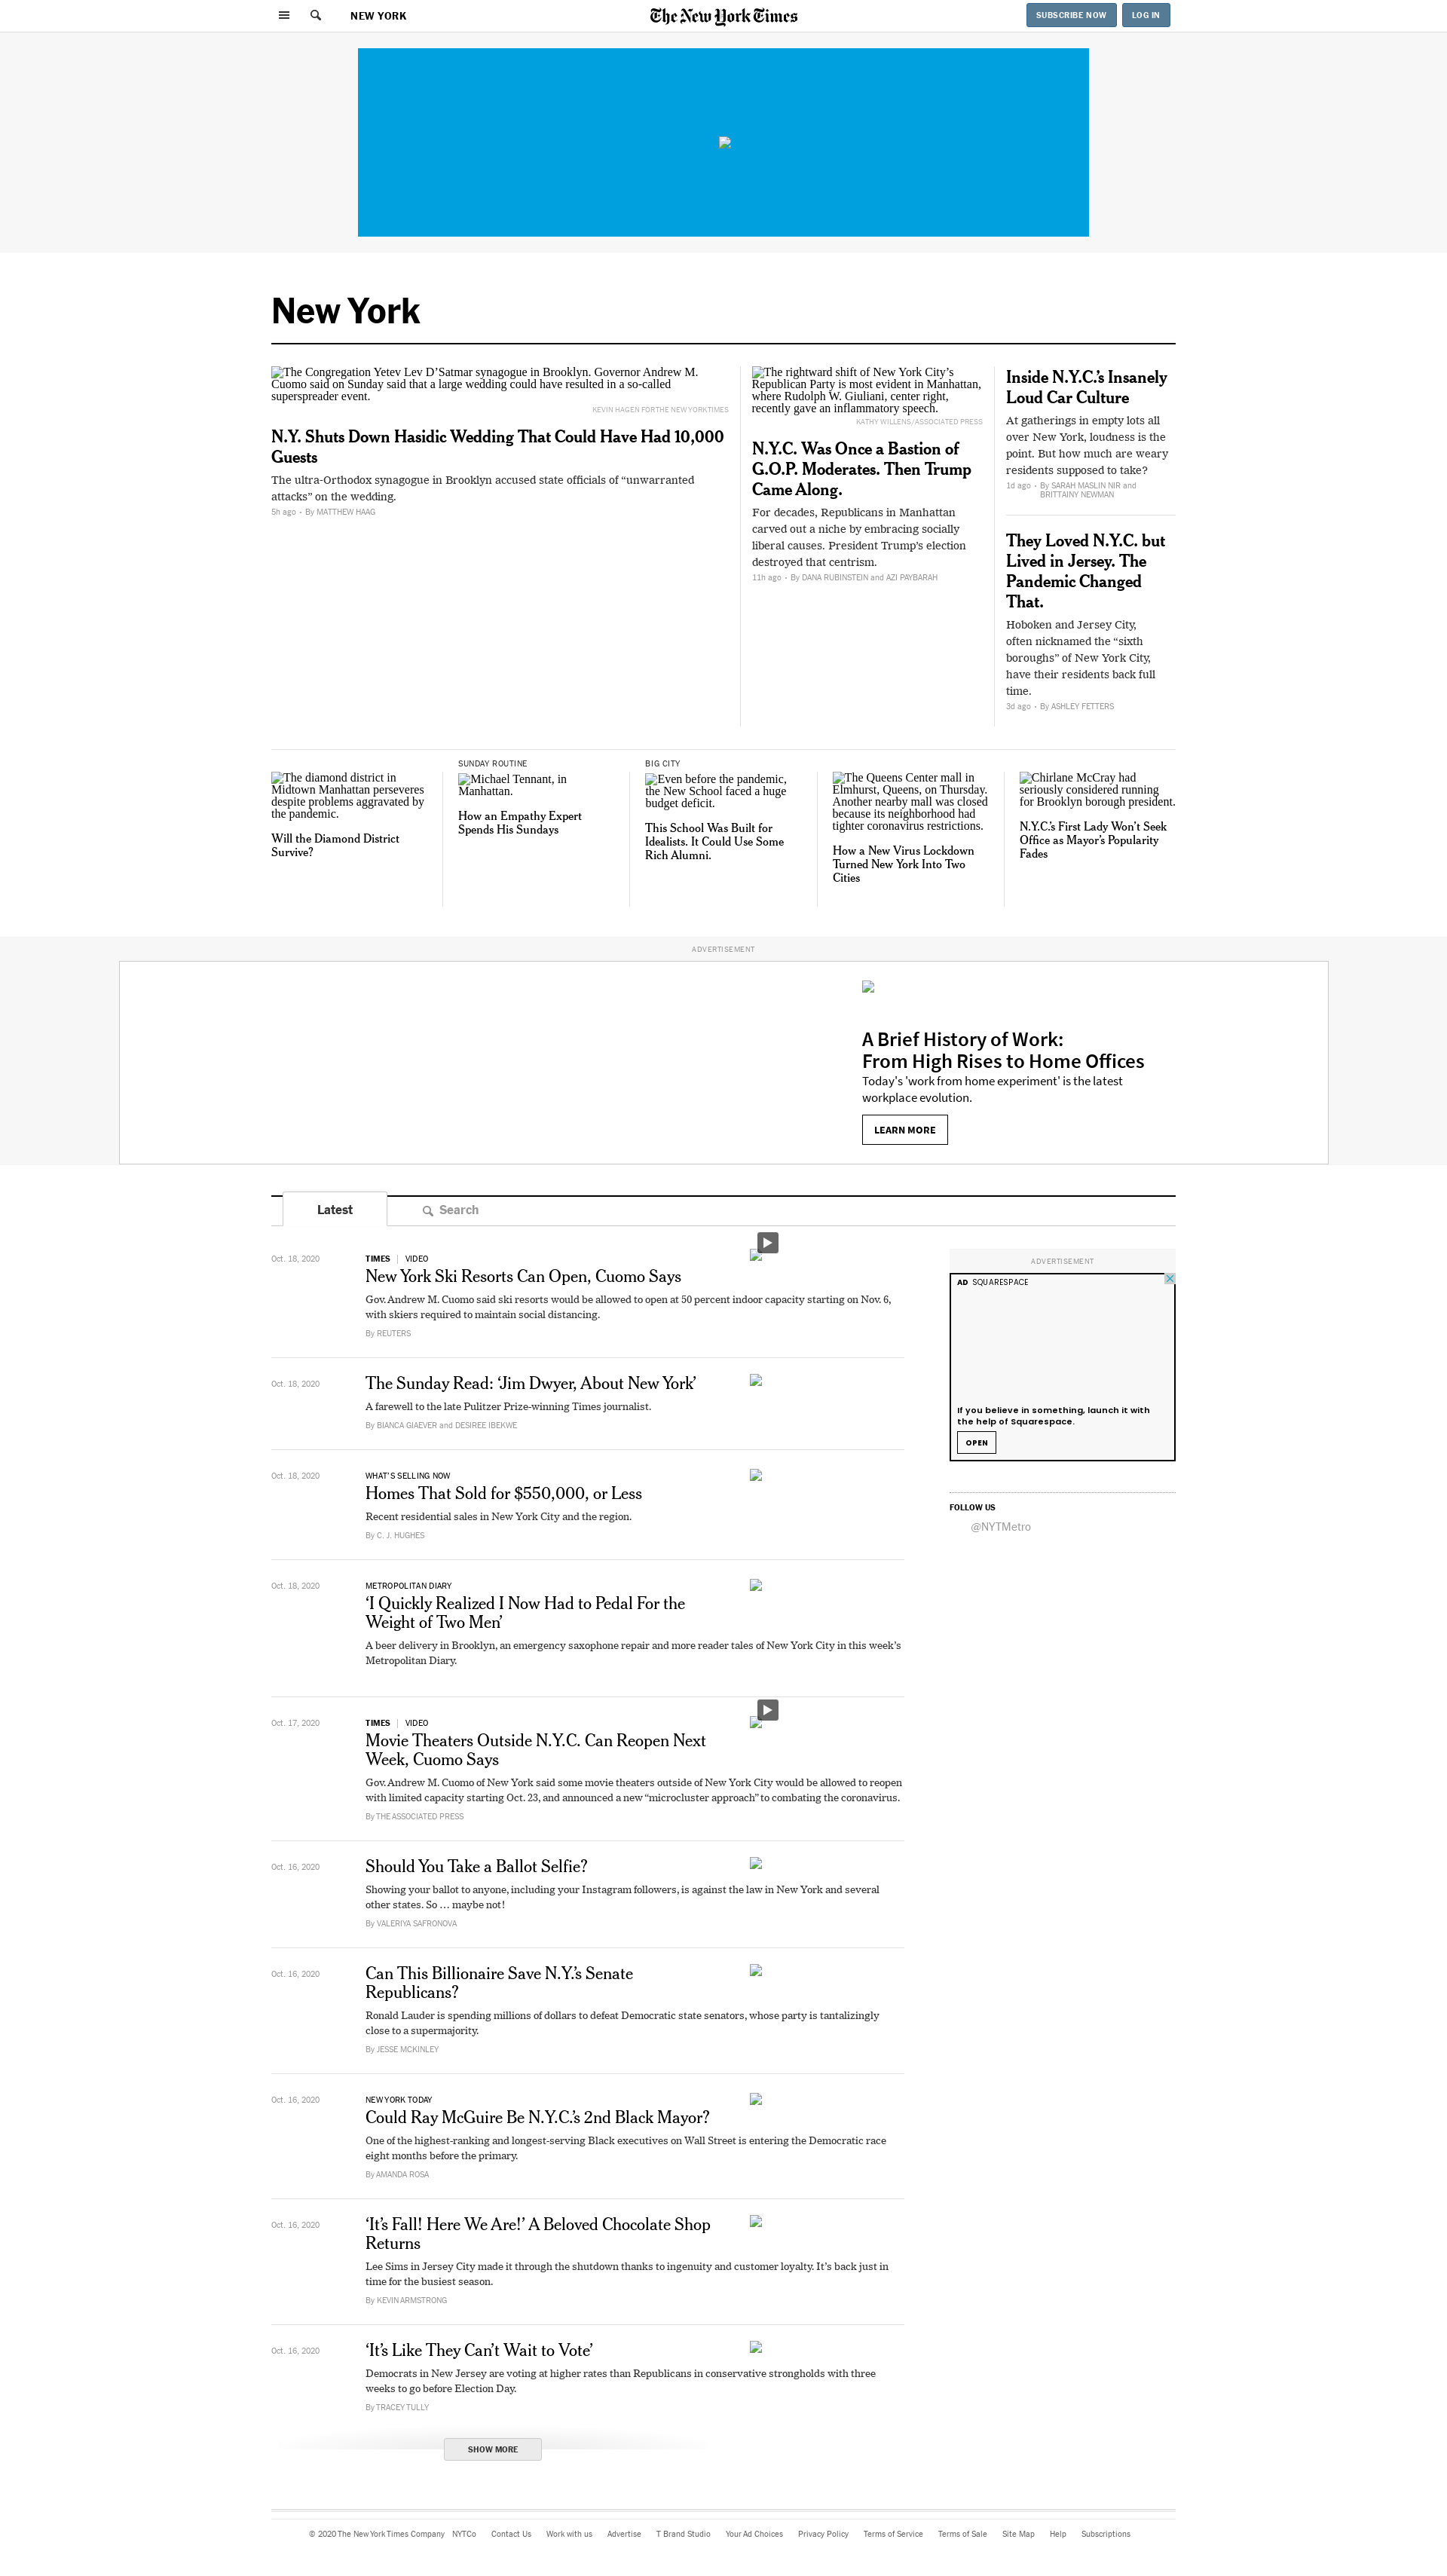 NEW YORK
The New York Times
SUBSCRIBE NOW
LOG IN
New York
The Congregation Yetev Lev D’Satmar synagogue in Brooklyn. Governor Andrew M.
Cuomo said on Sunday said that a large wedding could have resulted in a so-called
superspreader event.
KEVIN HAGEN FOR THE NEW YORK TIMES
N.Y. Shuts Down Hasidic Wedding That Could Have Had 10,000
Guests
The ultra-Orthodox synagogue in Brooklyn accused state officials of “unwarranted
attacks” on the wedding.
5h ago • By MATTHEW HAAG
The rightward shift of New York City’s
Republican Party is most evident in Manhattan,
where Rudolph W. Giuliani, center right,
recently gave an inflammatory speech.
KATHY WILLENS/ASSOCIATED PRESS
N.Y.C. Was Once a Bastion of
G.O.P. Moderates. Then Trump
Came Along.
For decades, Republicans in Manhattan
carved out a niche by embracing socially
liberal causes. President Trump’s election
destroyed that centrism.
11h ago • By DANA RUBINSTEIN and AZI PAYBARAH
Inside N.Y.C.’s Insanely
Loud Car Culture
At gatherings in empty lots all
over New York, loudness is the
point. But how much are weary
residents supposed to take?
1d ago • By SARAH MASLIN NIR and
BRITTAINY NEWMAN
They Loved N.Y.C. but
Lived in Jersey. The
Pandemic Changed
That.
Hoboken and Jersey City,
often nicknamed the “sixth
boroughs” of New York City,
have their residents back full
time.
3d ago • By ASHLEY FETTERS
The diamond district in
Midtown Manhattan perseveres
despite problems aggravated by
the pandemic.
Will the Diamond District
Survive?
SUNDAY ROUTINE
Michael Tennant, in
Manhattan.
How an Empathy Expert
Spends His Sundays
BIG CITY
Even before the pandemic,
the New School faced a huge
budget deficit.
This School Was Built for
Idealists. It Could Use Some
Rich Alumni.
The Queens Center mall in
Elmhurst, Queens, on Thursday.
Another nearby mall was closed
because its neighborhood had
tighter coronavirus restrictions.
How a New Virus Lockdown
Turned New York Into Two
Cities
Chirlane McCray had
seriously considered running
for Brooklyn borough president.
N.Y.C.’s First Lady Won’t Seek
Office as Mayor’s Popularity
Fades
ADVERTISEMENT
A Brief History of Work:
From High Rises to Home Offices
Today's 'work from home experiment' is the latest
workplace evolution.
LEARN MORE
Latest
Search
Oct. 18, 2020
TIMES | VIDEO
New York Ski Resorts Can Open, Cuomo Says
Gov. Andrew M. Cuomo said ski resorts would be allowed to open at 50 percent indoor capacity starting on Nov. 6,
with skiers required to maintain social distancing.
By REUTERS
Oct. 18, 2020
The Sunday Read: ‘Jim Dwyer, About New York’
A farewell to the late Pulitzer Prize-winning Times journalist.
By BIANCA GIAEVER and DESIREE IBEKWE
Oct. 18, 2020
WHAT’S SELLING NOW
Homes That Sold for $550,000, or Less
Recent residential sales in New York City and the region.
By C. J. HUGHES
Oct. 18, 2020
METROPOLITAN DIARY
‘I Quickly Realized I Now Had to Pedal For the
Weight of Two Men’
A beer delivery in Brooklyn, an emergency saxophone repair and more reader tales of New York City in this week’s
Metropolitan Diary.
Oct. 17, 2020
TIMES | VIDEO
Movie Theaters Outside N.Y.C. Can Reopen Next
Week, Cuomo Says
Gov. Andrew M. Cuomo of New York said some movie theaters outside of New York City would be allowed to reopen
with limited capacity starting Oct. 23, and announced a new “microcluster approach” to combating the coronavirus.
By THE ASSOCIATED PRESS
Oct. 16, 2020
Should You Take a Ballot Selfie?
Showing your ballot to anyone, including your Instagram followers, is against the law in New York and several
other states. So … maybe not!
By VALERIYA SAFRONOVA
Oct. 16, 2020
Can This Billionaire Save N.Y.’s Senate
Republicans?
Ronald Lauder is spending millions of dollars to defeat Democratic state senators, whose party is tantalizingly
close to a supermajority.
By JESSE MCKINLEY
Oct. 16, 2020
NEW YORK TODAY
Could Ray McGuire Be N.Y.C.’s 2nd Black Mayor?
One of the highest-ranking and longest-serving Black executives on Wall Street is entering the Democratic race
eight months before the primary.
By AMANDA ROSA
Oct. 16, 2020
‘It’s Fall! Here We Are!’ A Beloved Chocolate Shop
Returns
Lee Sims in Jersey City made it through the shutdown thanks to ingenuity and customer loyalty. It’s back just in
time for the busiest season.
By KEVIN ARMSTRONG
Oct. 16, 2020
‘It’s Like They Can’t Wait to Vote’
Democrats in New Jersey are voting at higher rates than Republicans in conservative strongholds with three
weeks to go before Election Day.
By TRACEY TULLY
SHOW MORE
ADVERTISEMENT
AD SQUARESPACE
If you believe in something, launch it with
the help of Squarespace.
OPEN
FOLLOW US
@NYTMetro
© 2020 The New York Times Company NYTCo Contact Us Work with us Advertise T Brand Studio Your Ad Choices Privacy Policy Terms of Service Terms of Sale Site Map Help Subscriptions